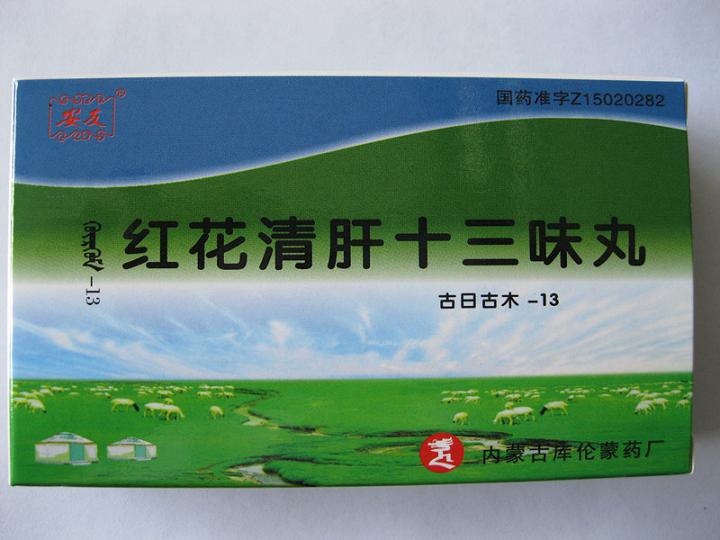 安友®
国药准字Z15020282
红花清肝十三味丸
-13
古日古木 -13
内蒙古库伦蒙药厂